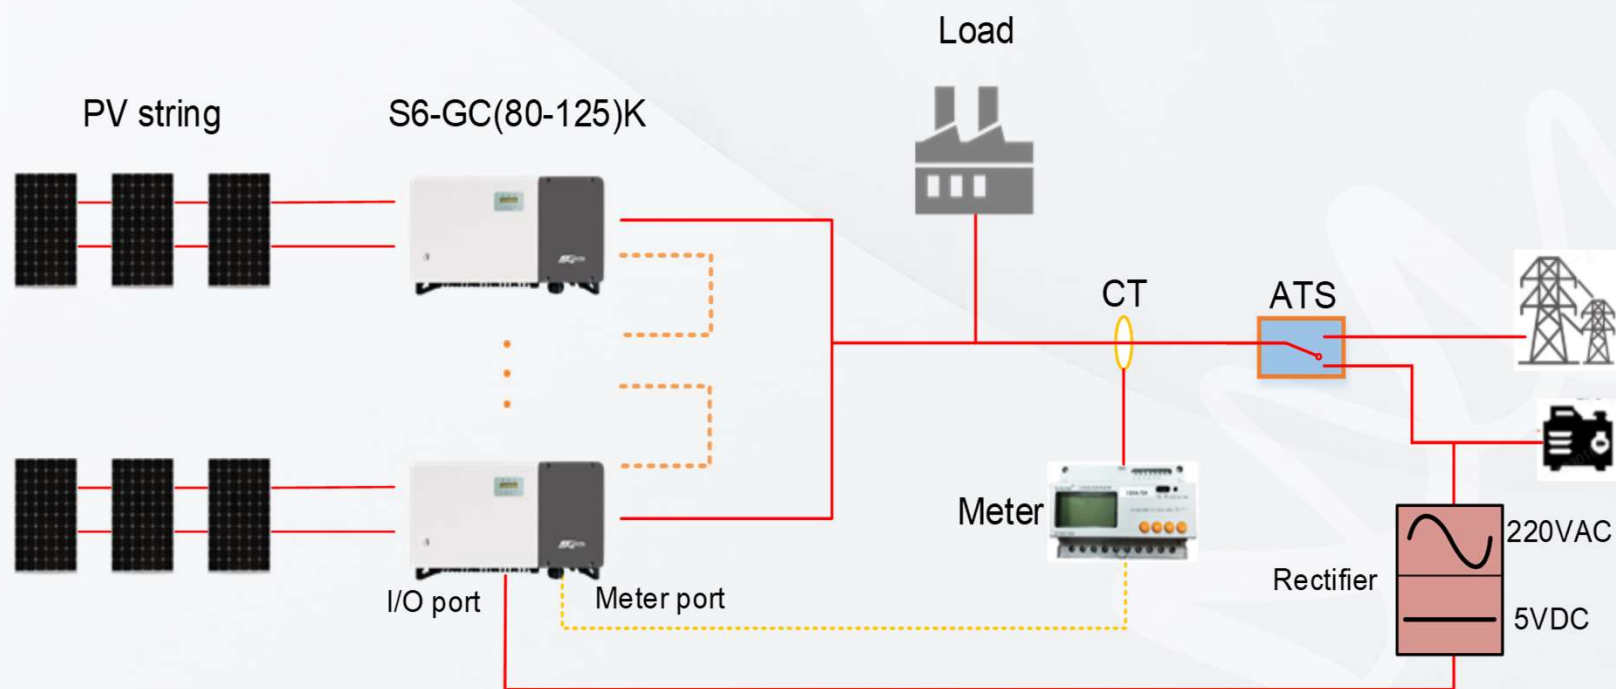 Load
PV string
S6-GC(80-125)K
CT
ATS
Meter
220VAC
Rectifier
5VDC
I/O port
Meter port